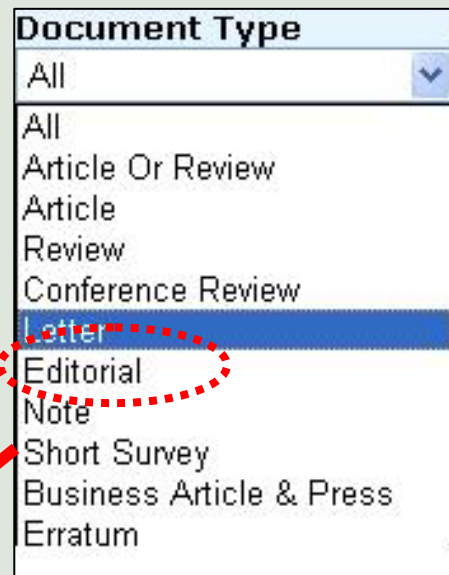 Document Type
All
All
Article Or Review
Article
Review
Conference Review
Letter
Editorial
Note
Short Survey
Business Article & Press
Erratum